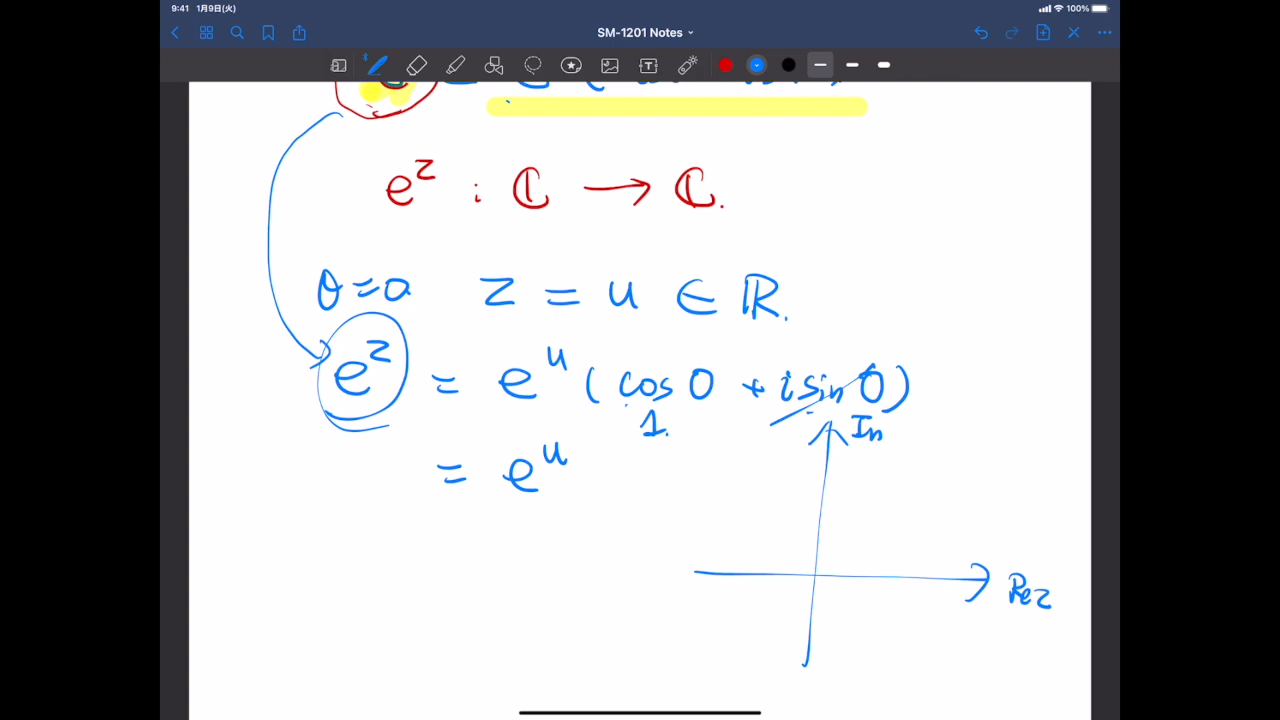 9:41 1月9日(火) 100%
SM-1201 Notes
e^z : ℂ → ℂ.
θ=0 z = u ∈ ℝ.
e^z = e^u (cos 0 + i sin 0)
1.
Im
= e^u
Re z